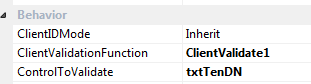 Behavior
ClientIDMode Inherit
ClientValidationFunction ClientValidate1
ControlToValidate txtTenDN